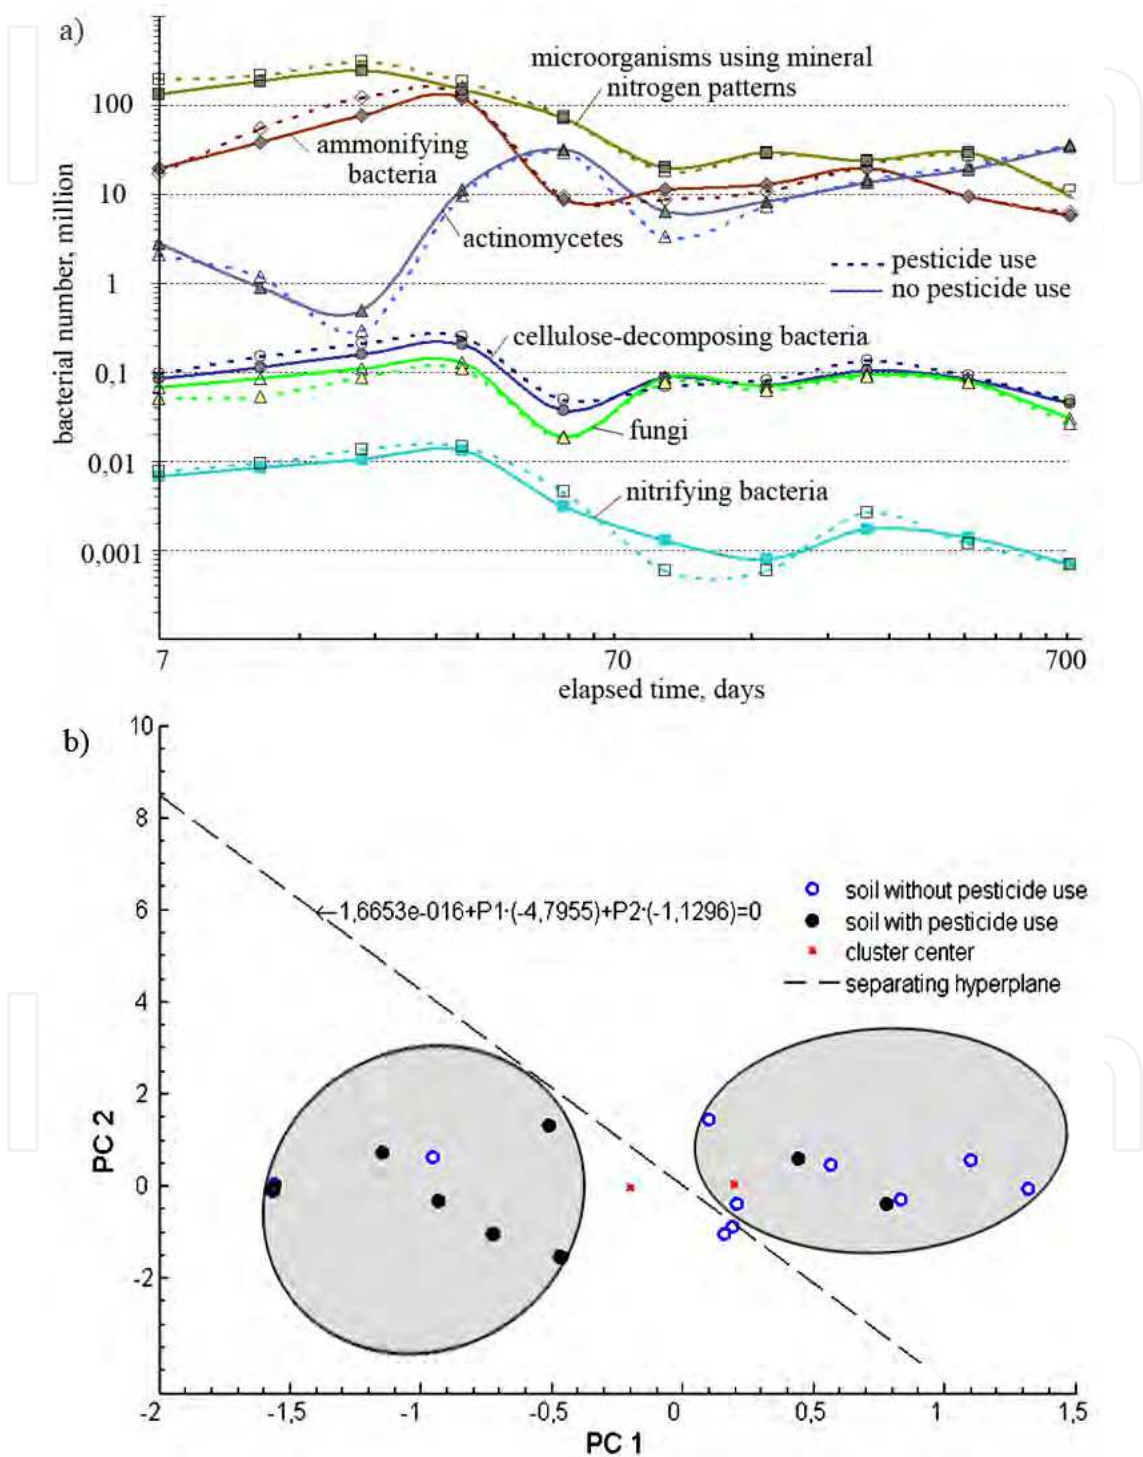 a)
microorganisms using mineral
nitrogen patterns
100
ammonifying
bacteria
10
actinomycetes
pesticide use
no pesticide use
1
bacterial number, million
cellulose-decomposing bacteria
0,1
fungi
0,01
nitrifying bacteria
0,001
7
70
700
elapsed time, days
b)
10
8
soil without pesticide use
6
1,6653e-016+P1·(-4,7955)+P2·(-1,1296)=0
soil with pesticide use
cluster center
separating hyperplane
4
2
PC 2
0
-2
-2
-1,5
-1
-0,5
0
0,5
1
1,5
PC 1